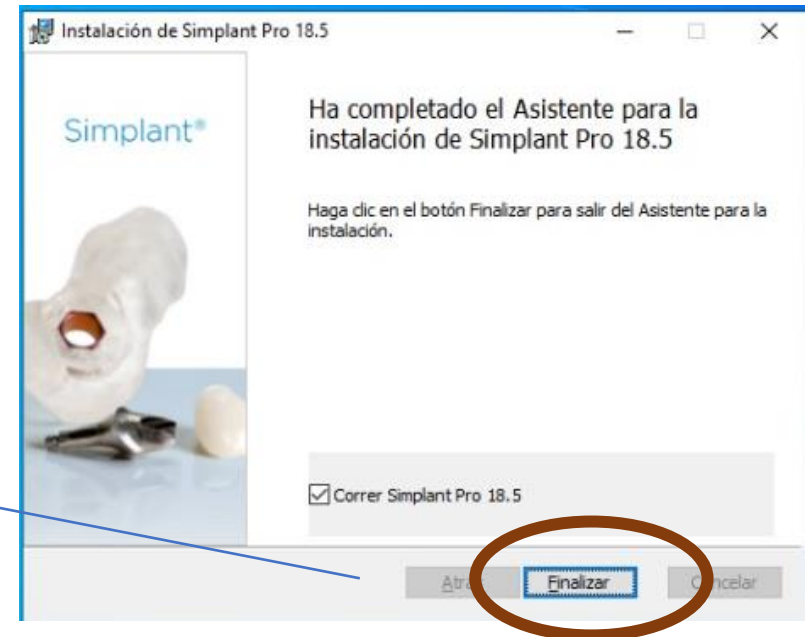 Instalación de Simplant Pro 18.5
Simplant®
Ha completado el Asistente para la
instalación de Simplant Pro 18.5
Haga clic en el botón Finalizar para salir del Asistente para la
instalación.
Correr Simplant Pro 18.5
Finalizar